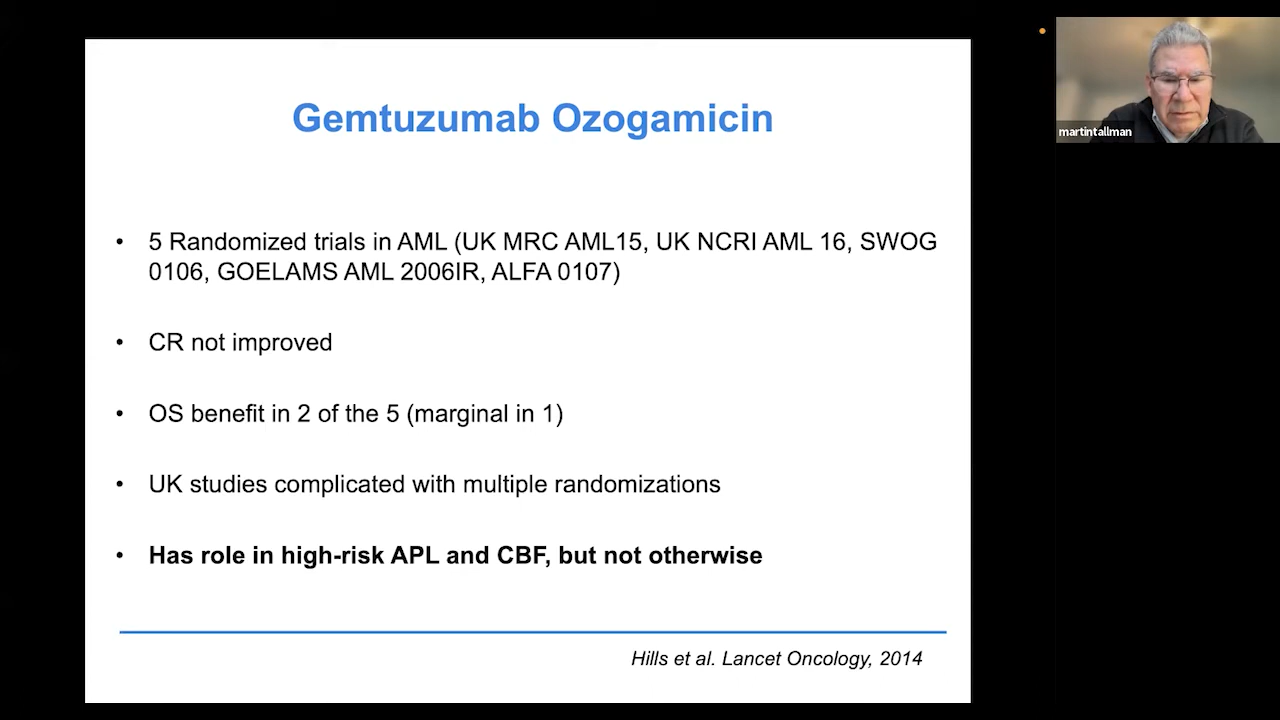 Gemtuzumab Ozogamicin
• 5 Randomized trials in AML (UK MRC AML15, UK NCRI AML 16, SWOG
0106, GOELAMS AML 2006IR, ALFA 0107)
• CR not improved
• OS benefit in 2 of the 5 (marginal in 1)
• UK studies complicated with multiple randomizations
• Has role in high-risk APL and CBF, but not otherwise
Hills et al. Lancet Oncology, 2014
martintallman